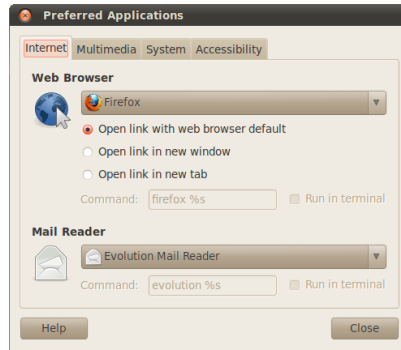 Preferred Applications
Internet Multimedia System Accessibility
Web Browser
Firefox
Open link with web browser default
Open link in new window
Open link in new tab
Command: firefox %s Run in terminal
Mail Reader
Evolution Mail Reader
Command: evolution %s Run in terminal
Help Close